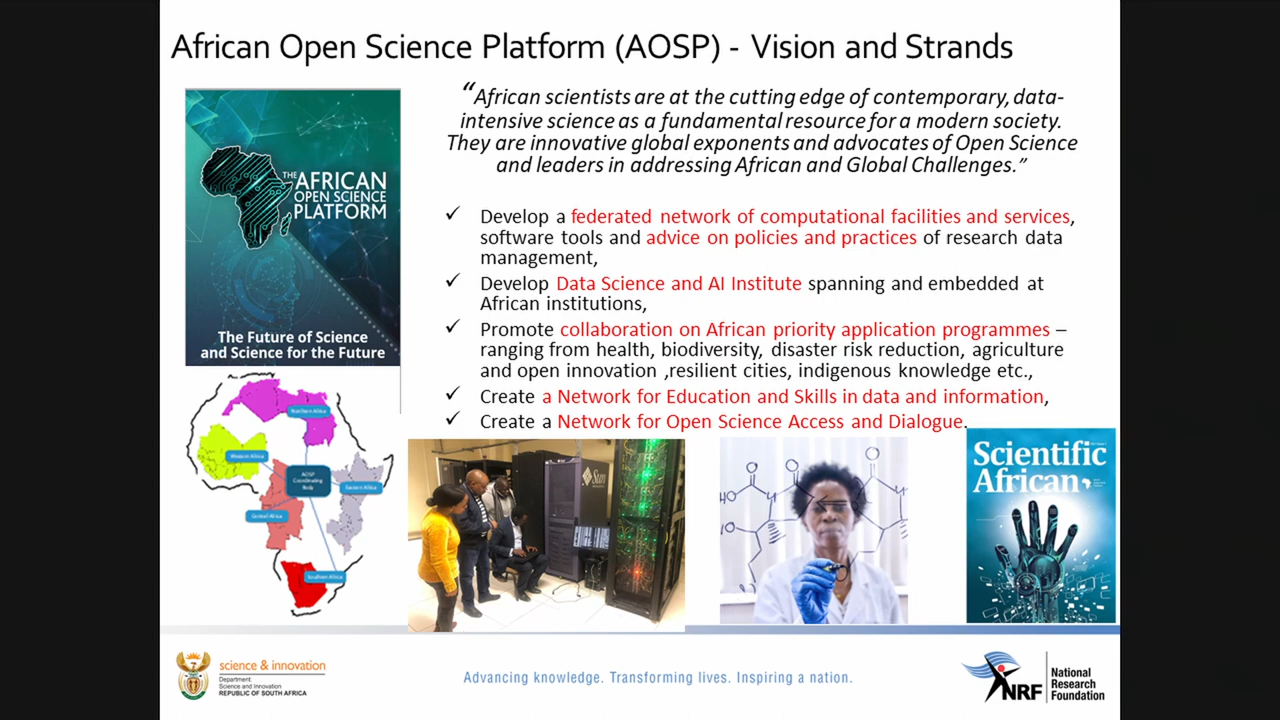 African Open Science Platform (AOSP) - Vision and Strands
“African scientists are at the cutting edge of contemporary, data-
intensive science as a fundamental resource for a modern society.
They are innovative global exponents and advocates of Open Science
and leaders in addressing African and Global Challenges.”
THE AFRICAN
OPEN SCIENCE
PLATFORM
The Future of Science
and Science for the Future
✓ Develop a federated network of computational facilities and services,
software tools and advice on policies and practices of research data
management,
✓ Develop Data Science and AI Institute spanning and embedded at
African institutions,
✓ Promote collaboration on African priority application programmes –
ranging from health, biodiversity, disaster risk reduction, agriculture
and open innovation ,resilient cities, indigenous knowledge etc.,
✓ Create a Network for Education and Skills in data and information,
✓ Create a Network for Open Science Access and Dialogue.
Northern Africa
Western Africa
AOSP
Coordinating
Body
Eastern Africa
Central Africa
Southern Africa
Sun
HO
O
O
H
HO
O
Scientific
African
science & innovation
Department:
Science and Innovation
REPUBLIC OF SOUTH AFRICA
Advancing knowledge. Transforming lives. Inspiring a nation.
NRF
National
Research
Foundation